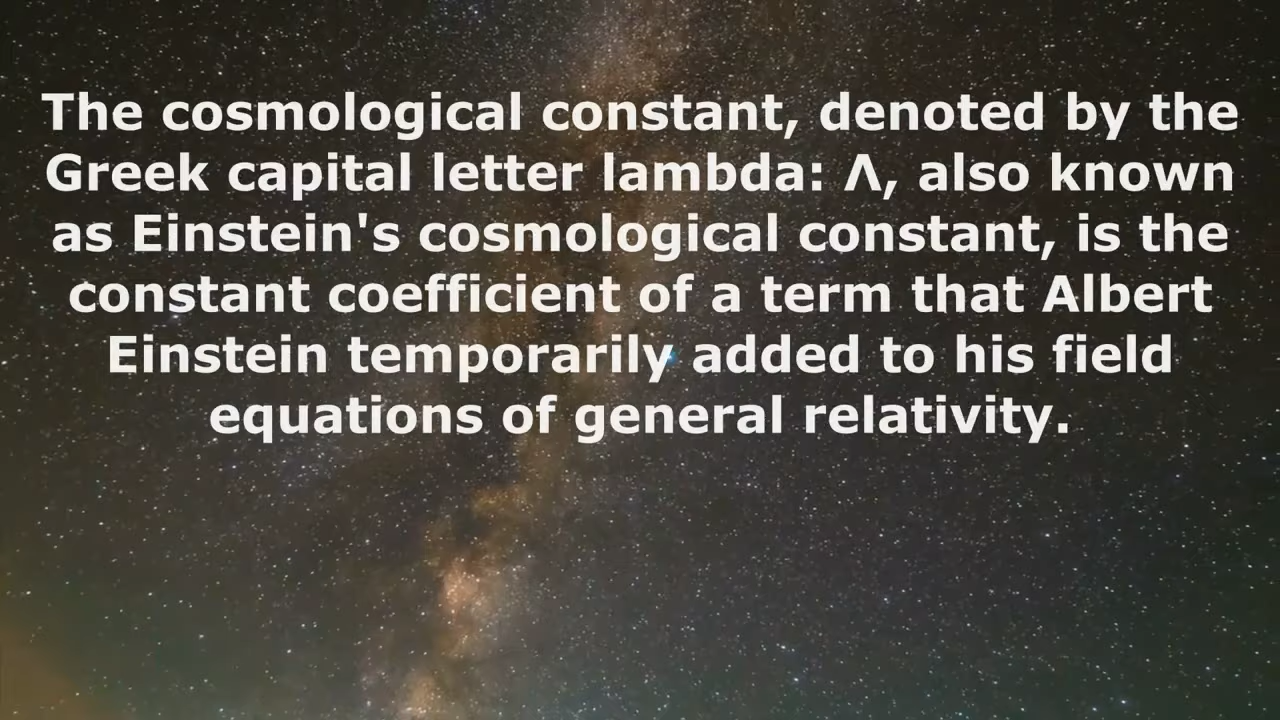 The cosmological constant, denoted by the
Greek capital letter lambda: Λ, also known
as Einstein's cosmological constant, is the
constant coefficient of a term that Albert
Einstein temporarily added to his field
equations of general relativity.